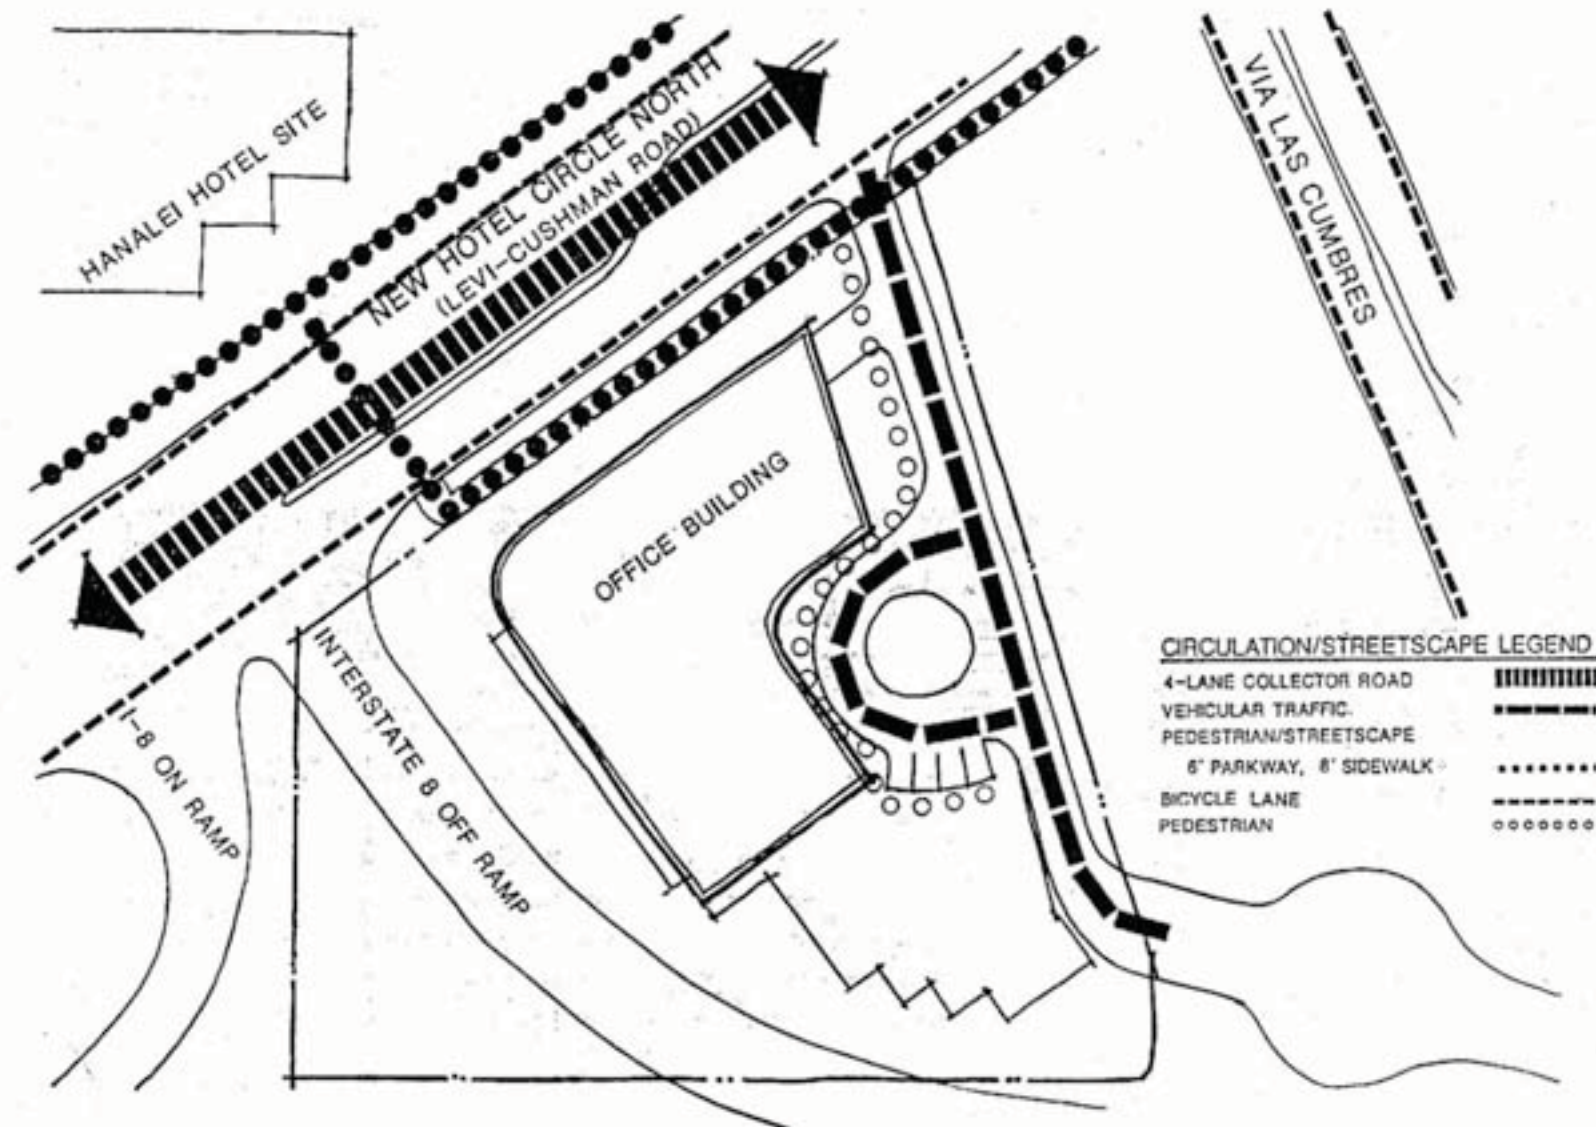 HANALEI HOTEL SITE
NEW HOTEL CIRCLE NORTH
(LEVI-CUSHMAN ROAD)
VIA LAS CUMBRES
OFFICE BUILDING
I-8 ON RAMP
INTERSTATE 8 OFF RAMP
CIRCULATION/STREETSCAPE LEGEND
4-LANE COLLECTOR ROAD
VEHICULAR TRAFFIC
PEDESTRIAN/STREETSCAPE
6' PARKWAY, 6' SIDEWALK
BICYCLE LANE
PEDESTRIAN